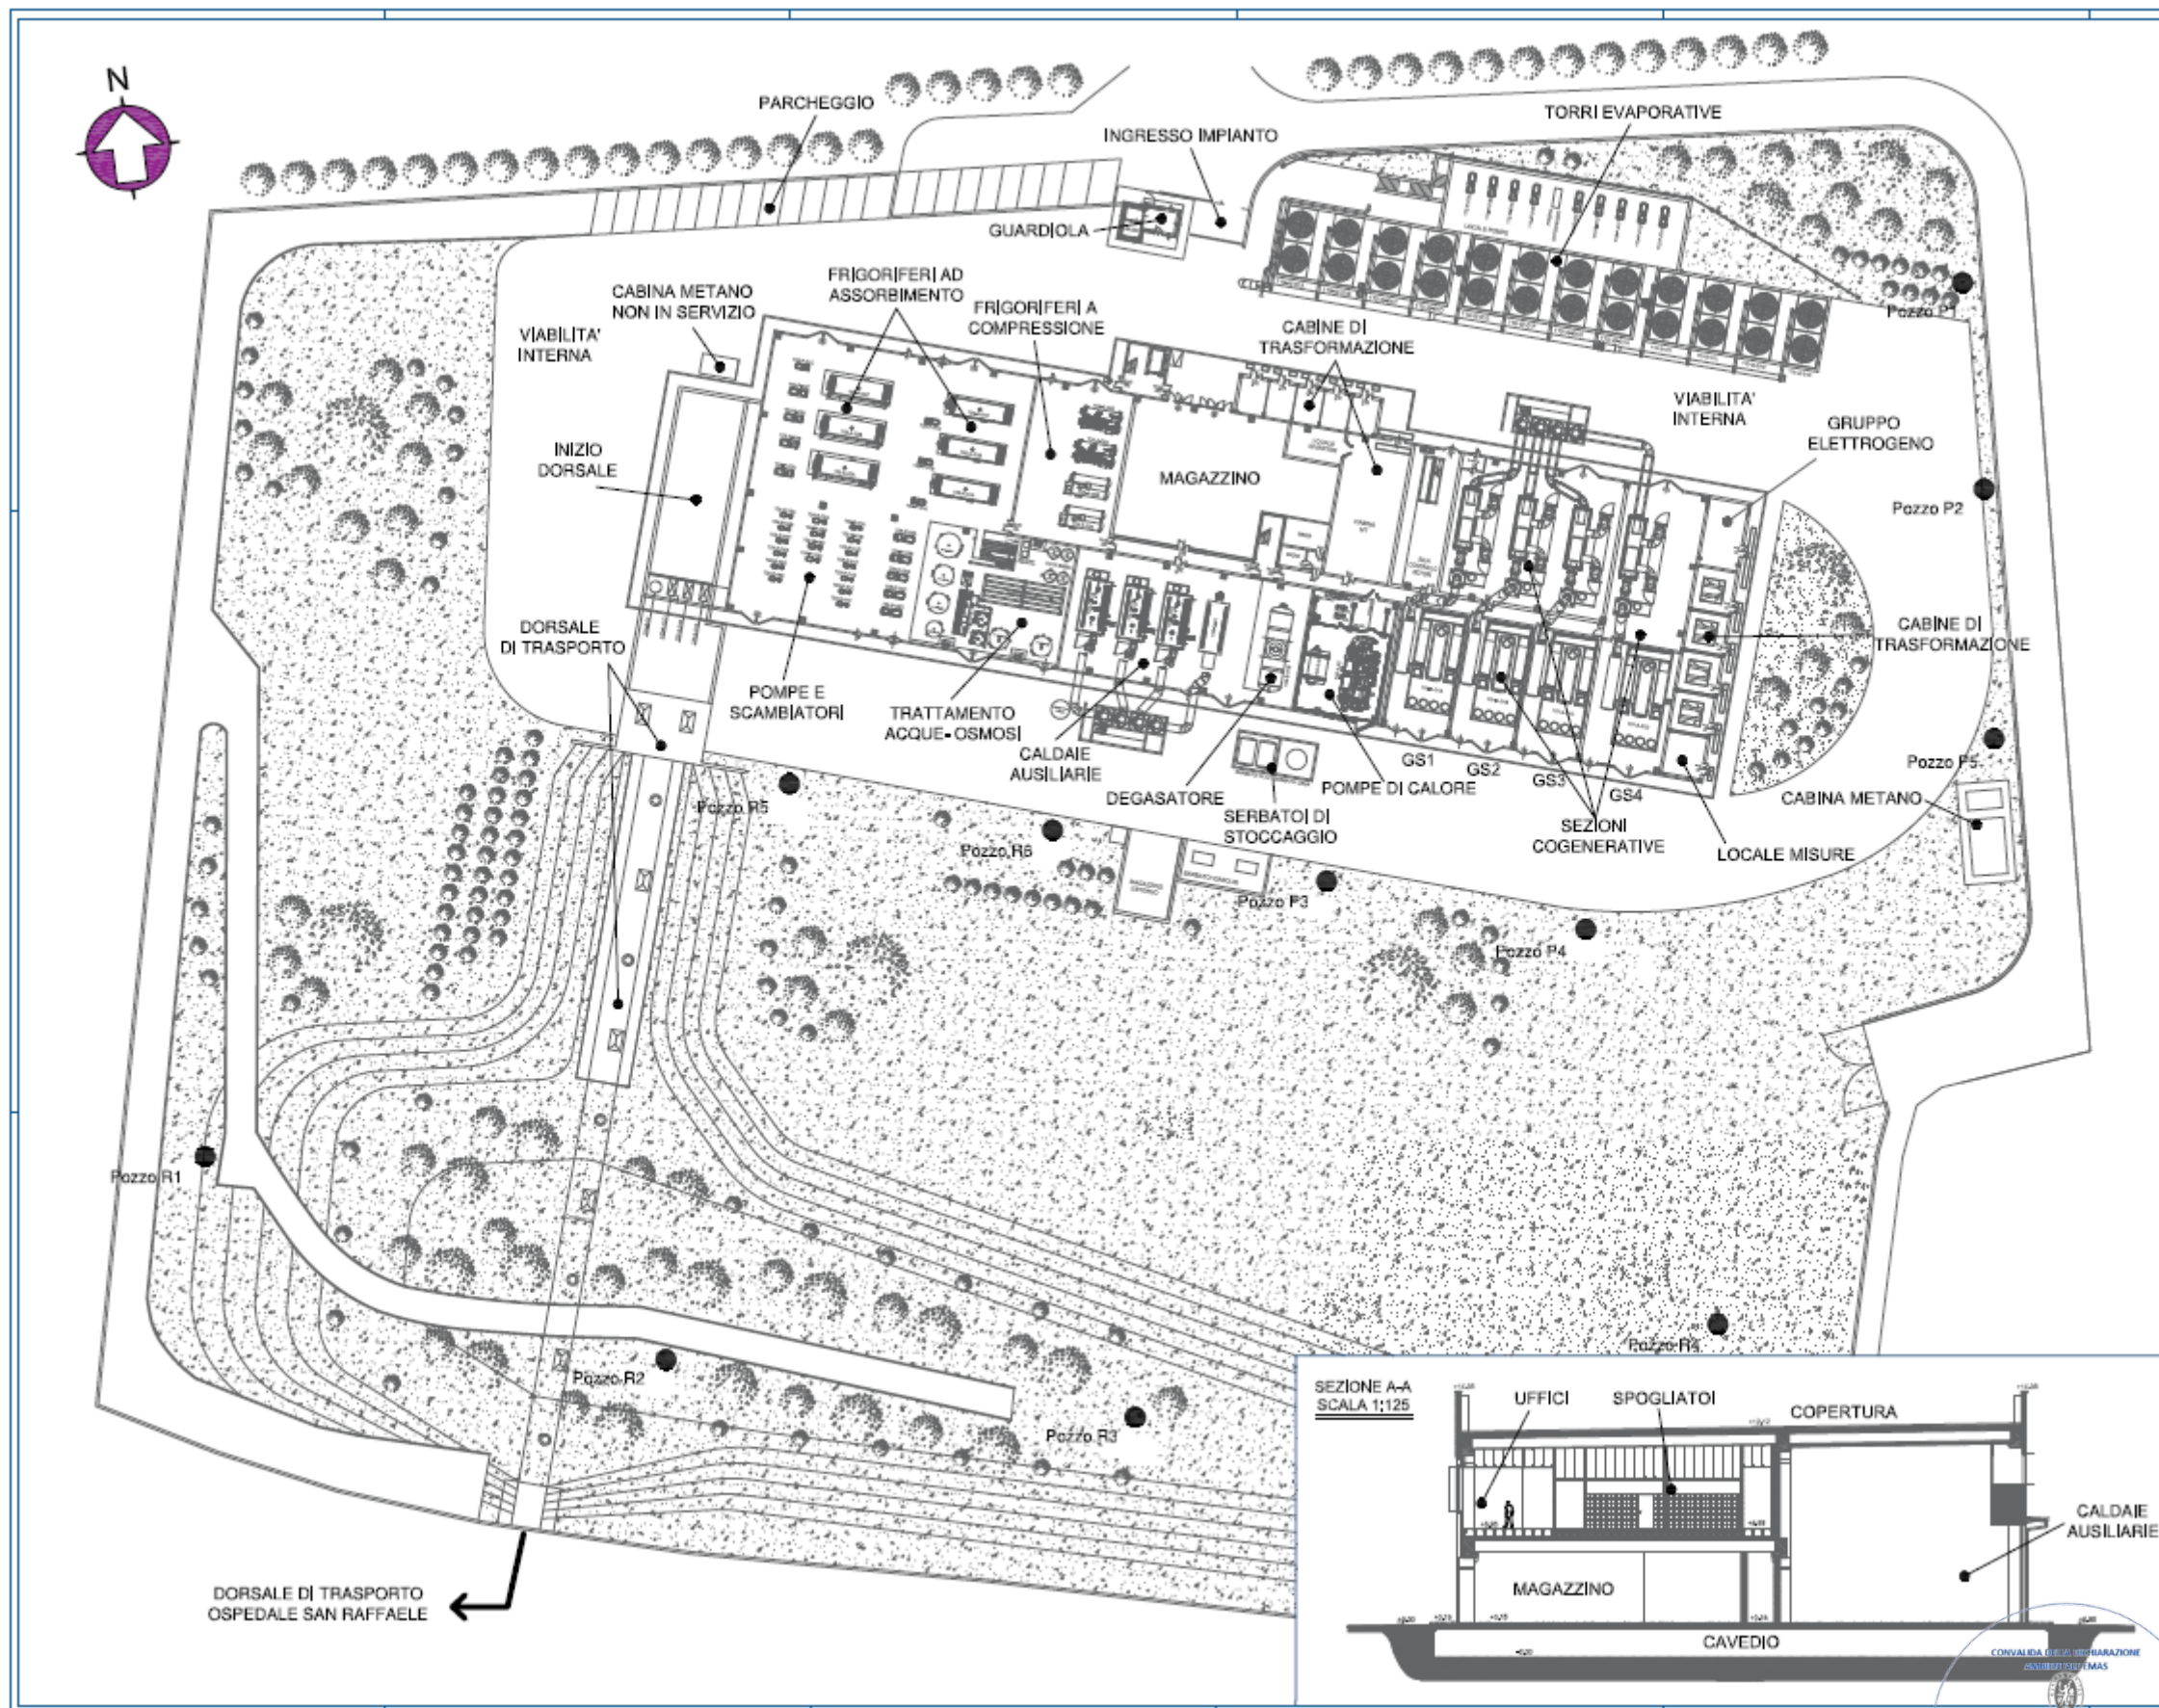 N
PARCHEGGIO
INGRESSO IMPIANTO
TORRI EVAPORATIVE
GUARDIOLA
FRIGORIFERI AD
ASSORBIMENTO
CABINA METANO
NON IN SERVIZIO
FRIGORIFERI A
COMPRESSIONE
CABINE DI
TRASFORMAZIONE
VIABILITA'
INTERNA
Pozzo P1
VIABILITA'
INTERNA
GRUPPO
ELETTROGENO
INIZIO
DORSALE
MAGAZZINO
Pozzo P2
DORSALE
DI TRASPORTO
CABINE DI
TRASFORMAZIONE
POMPE E
SCAMBIATORI
TRATTAMENTO
ACQUE-OSMOSI
CALDAIE
AUSILIARIE
DEGASATORE
SERBATOI DI
STOCCAGGIO
POMPE DI CALORE
GS1
GS2
GS3
GS4
SEZIONI
COGENERATIVE
LOCALE MISURE
CABINA METANO
Pozzo P5
Pozzo R5
Pozzo R6
Pozzo P3
Pozzo P4
Pozzo R1
Pozzo R2
Pozzo R3
Pozzo R4
DORSALE DI TRASPORTO
OSPEDALE SAN RAFFAELE
SEZIONE A-A
SCALA 1:125
UFFICI
SPOGLIATOI
COPERTURA
MAGAZZINO
CALDAIE
AUSILIARIE
CAVEDIO
CONVALIDA DELLA DICHIARAZIONE
AMBIENTALE EMAS